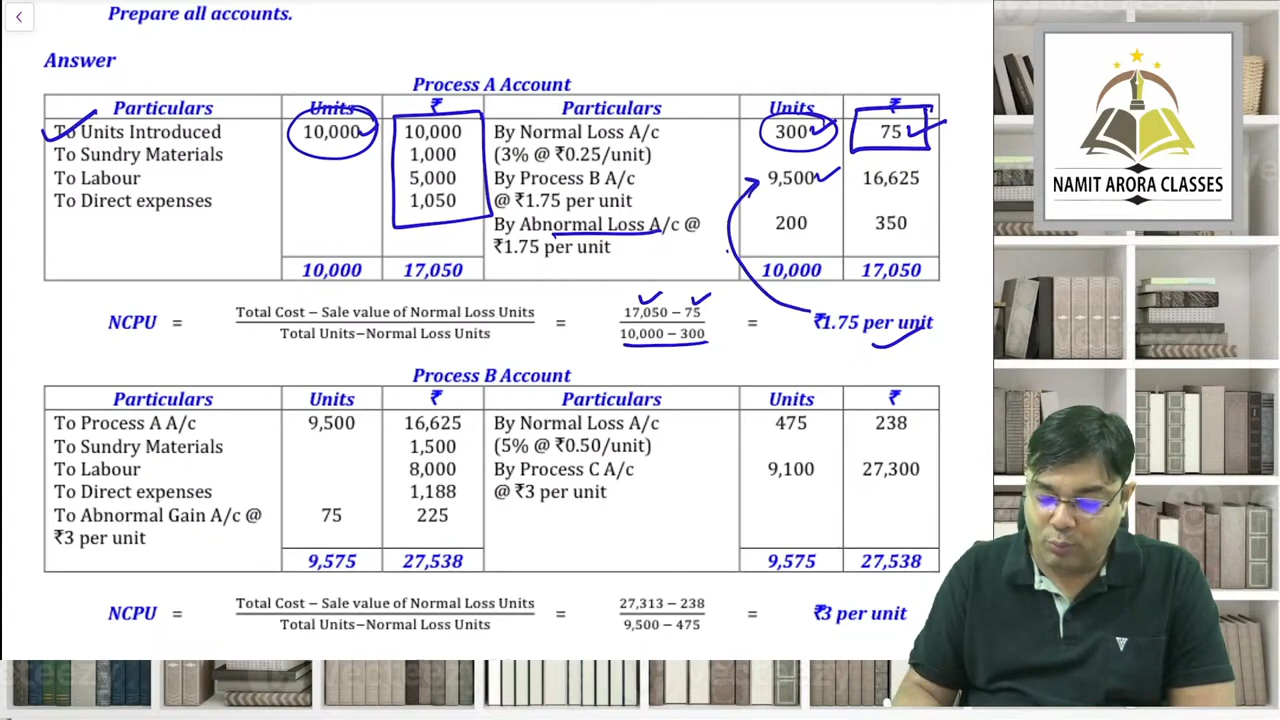 Prepare all accounts.
Answer
Process A Account
Particulars Units ₹ Particulars Units ₹
To Units Introduced 10,000 10,000 By Normal Loss A/c 300 75
To Sundry Materials 1,000 (3% @ ₹0.25/unit)
To Labour 5,000 By Process B A/c 9,500 16,625
To Direct expenses 1,050 @ ₹1.75 per unit
By Abnormal Loss A/c @ 200 350
₹1.75 per unit
10,000 17,050 10,000 17,050
NCPU = Total Cost – Sale value of Normal Loss Units = 17,050 – 75 = ₹1.75 per unit
Total Units–Normal Loss Units 10,000 – 300
Process B Account
Particulars Units ₹ Particulars Units ₹
To Process A A/c 9,500 16,625 By Normal Loss A/c 475 238
To Sundry Materials 1,500 (5% @ ₹0.50/unit)
To Labour 8,000 By Process C A/c 9,100 27,300
To Direct expenses 1,188 @ ₹3 per unit
To Abnormal Gain A/c @ 75 225
₹3 per unit
9,575 27,538 9,575 27,538
NCPU = Total Cost – Sale value of Normal Loss Units = 27,313 – 238 = ₹3 per unit
Total Units–Normal Loss Units 9,500 – 475
NAMIT ARORA CLASSES